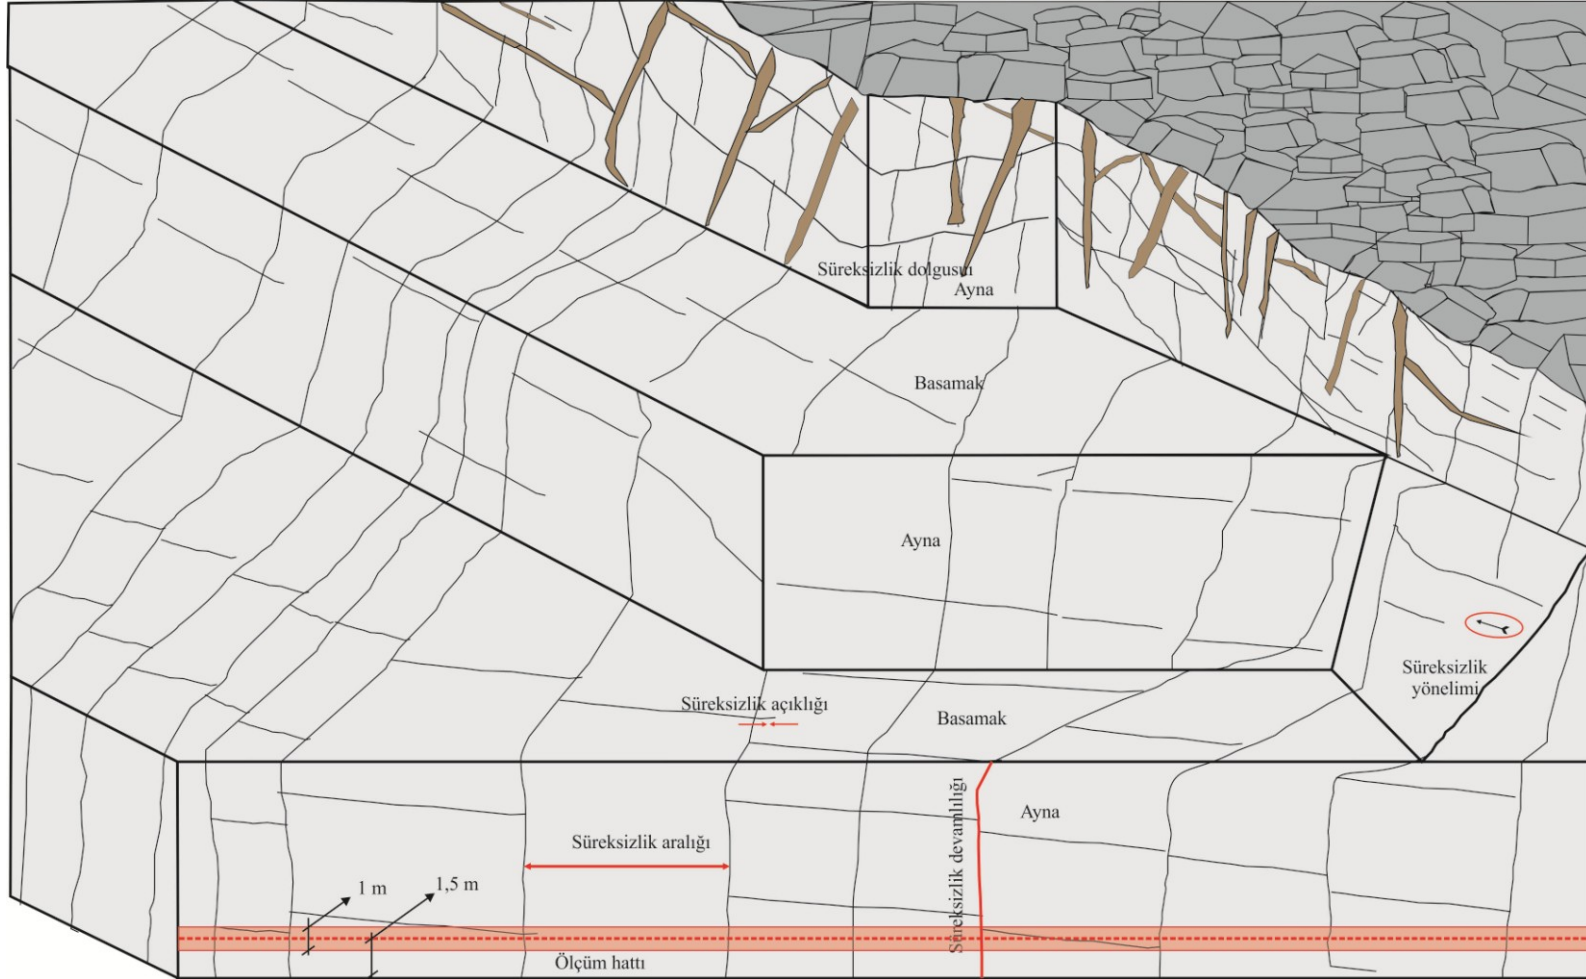 Süreksizlik dolgusun
Ayna
Basamak
Ayna
Süreksizlik
yönelimi
Süreksizlik açıklığı
Basamak
Süreksizlik devamlılığı
Ayna
Süreksizlik aralığı
1 m
1,5 m
Ölçüm hattı